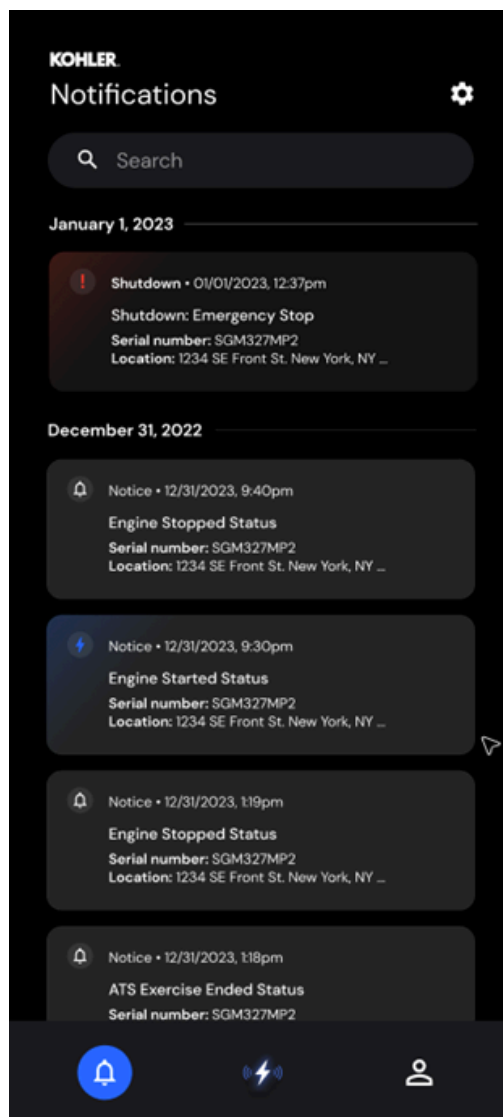 KOHLER.
Notifications
Search
January 1, 2023
Shutdown • 01/01/2023, 12:37pm
Shutdown: Emergency Stop
Serial number: SGM327MP2
Location: 1234 SE Front St. New York, NY ...
December 31, 2022
Notice • 12/31/2023, 9:40pm
Engine Stopped Status
Serial number: SGM327MP2
Location: 1234 SE Front St. New York, NY ...
Notice • 12/31/2023, 9:30pm
Engine Started Status
Serial number: SGM327MP2
Location: 1234 SE Front St. New York, NY ...
Notice • 12/31/2023, 1:19pm
Engine Stopped Status
Serial number: SGM327MP2
Location: 1234 SE Front St. New York, NY ...
Notice • 12/31/2023, 1:18pm
ATS Exercise Ended Status
Serial number: SGM327MP2